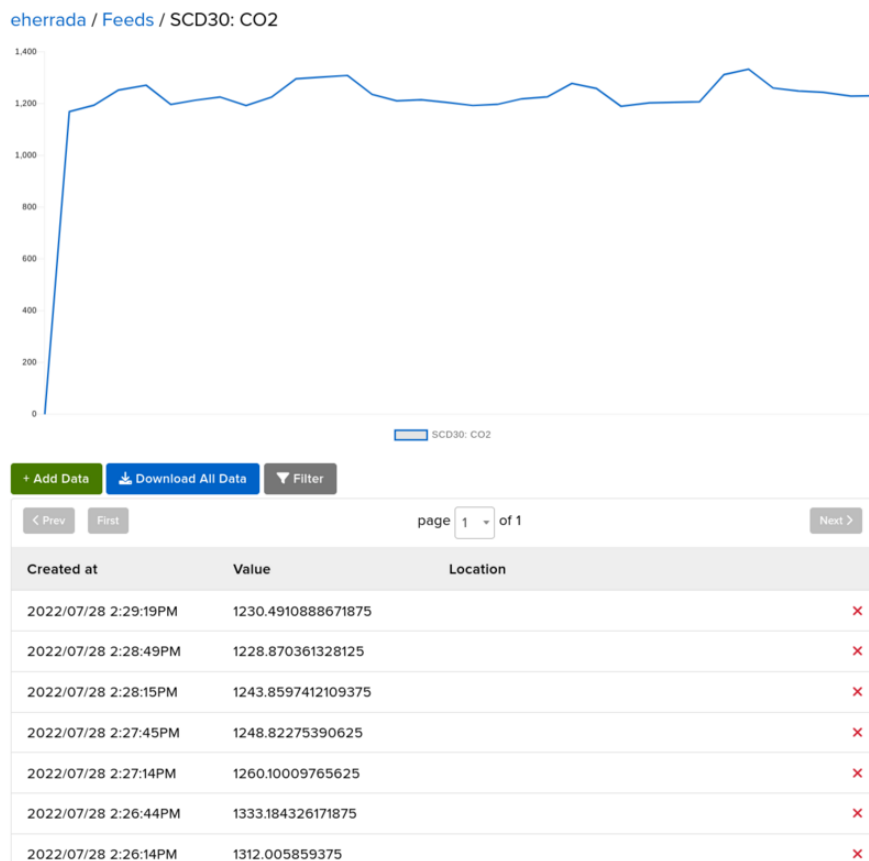 eherrada / Feeds / SCD30: CO2
1,400
1,200
1,000
800
600
400
200
0
SCD30: CO2
+ Add Data Download All Data Filter
Prev First page 1 of 1 Next
Created at Value Location
2022/07/28 2:29:19PM 1230.4910888671875
2022/07/28 2:28:49PM 1228.870361328125
2022/07/28 2:28:15PM 1243.8597412109375
2022/07/28 2:27:45PM 1248.82275390625
2022/07/28 2:27:14PM 1260.10009765625
2022/07/28 2:26:44PM 1333.184326171875
2022/07/28 2:26:14PM 1312.005859375